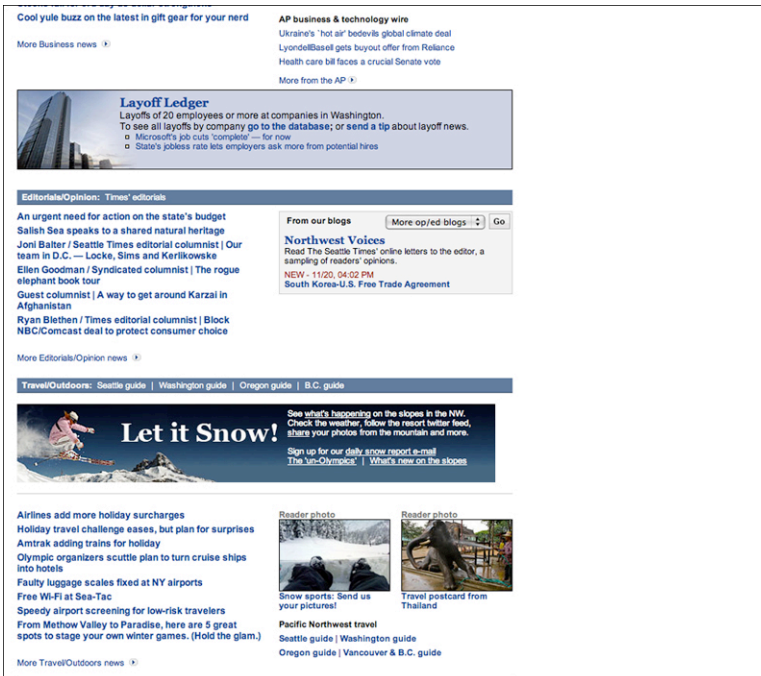 Cool yule buzz on the latest in gift gear for your nerd
More Business news
AP business & technology wire
Ukraine's `hot air' bedevils global climate deal
LyondellBasell gets buyout offer from Reliance
Health care bill faces a crucial Senate vote
More from the AP
Layoff Ledger
Layoffs of 20 employees or more at companies in Washington.
To see all layoffs by company go to the database; or send a tip about layoff news.
Microsoft's job cuts 'complete' — for now
State's jobless rate lets employers ask more from potential hires
Editorials/Opinion: Times' editorials
An urgent need for action on the state's budget
Salish Sea speaks to a shared natural heritage
Joni Balter / Seattle Times editorial columnist | Our
team in D.C. — Locke, Sims and Kerlikowske
Ellen Goodman / Syndicated columnist | The rogue
elephant book tour
Guest columnist | A way to get around Karzai in
Afghanistan
Ryan Blethen / Times editorial columnist | Block
NBC/Comcast deal to protect consumer choice
More Editorials/Opinion news
From our blogs
More op/ed blogs
Go
Northwest Voices
Read The Seattle Times' online letters to the editor, a
sampling of readers' opinions.
NEW - 11/20, 04:02 PM
South Korea-U.S. Free Trade Agreement
Travel/Outdoors: Seattle guide | Washington guide | Oregon guide | B.C. guide
Let it Snow!
See what's happening on the slopes in the NW.
Check the weather, follow the resort twitter feed,
share your photos from the mountain and more.
Sign up for our daily snow report e-mail
The 'un-Olympics' | What's new on the slopes
Airlines add more holiday surcharges
Holiday travel challenge eases, but plan for surprises
Amtrak adding trains for holiday
Olympic organizers scuttle plan to turn cruise ships
into hotels
Faulty luggage scales fixed at NY airports
Free Wi-Fi at Sea-Tac
Speedy airport screening for low-risk travelers
From Methow Valley to Paradise, here are 5 great
spots to stage your own winter games. (Hold the glam.)
More Travel/Outdoors news
Reader photo
Snow sports: Send us
your pictures!
Reader photo
Travel postcard from
Thailand
Pacific Northwest travel
Seattle guide | Washington guide
Oregon guide | Vancouver & B.C. guide